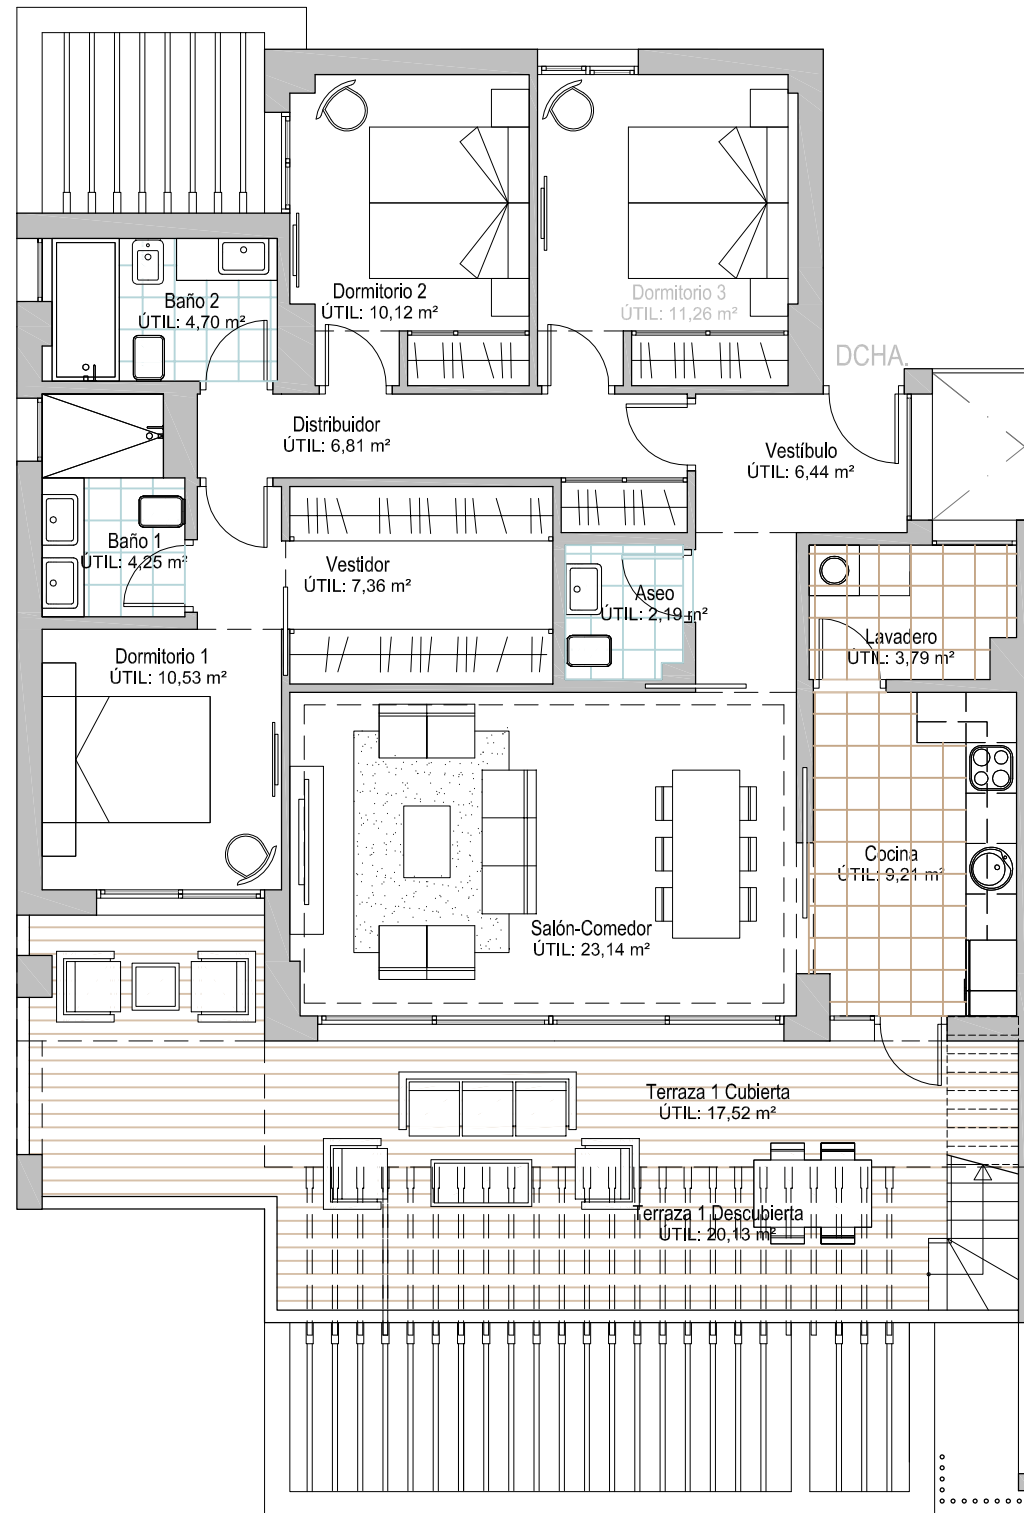 Dormitorio 2
ÚTIL: 10,12 m²
Dormitorio 3
ÚTIL: 11,26 m²
Baño 2
ÚTIL: 4,70 m²
DCHA.
Distribuidor
ÚTIL: 6,81 m²
Vestíbulo
ÚTIL: 6,44 m²
Baño 1
ÚTIL: 4,25 m²
Vestidor
ÚTIL: 7,36 m²
Aseo
ÚTIL: 2,19 m²
Lavadero
ÚTIL: 3,79 m²
Dormitorio 1
ÚTIL: 10,53 m²
Cocina
ÚTIL: 9,21 m²
Salón-Comedor
ÚTIL: 23,14 m²
Terraza 1 Cubierta
ÚTIL: 17,52 m²
Terraza 1 Descubierta
ÚTIL: 20,13 m²